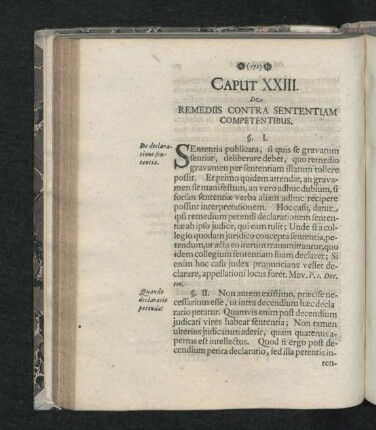 (172)
CAPUT XXIII.
DE
REMEDIIS CONTRA SENTENTIAM
COMPETENTIBUS.
§. I.
De declara-
tione sen-
tentiæ.
SEntentia publicata, si quis se gravatum
sentiat, deliberare debet, quo remedio
gravamen per sententiam illatum tollere
possit. Et primo quidem attendat, an grava-
men sit manifestum, an vero adhuc dubium, si
forsan sententiæ verba aliam adhuc recipere
possunt interpretationem. Hoc casu, datur
ipsi remedium petendi declarationem senten-
tiæ ab ipso judice, qui eam tulit; Unde si a col-
legio quodam juridico concepta sententia, pe-
tendum, ut acta eo iterum transmittantur, quo
idem collegium sententiam suam declaret; Si
enim hoc casu judex pronuncians vellet de-
clarare, appellationi locus foret. Mev. P. 1. Dec.
Quando
declaratio
petenda?
§. II. Non autem existimo, præcise ne-
cessarium esse, ut intra decendium hæc decla-
ratio petatur. Quamvis enim post decendium
judicati vires habeat sententia; Non tamen
ulterius judicatum aderit, quam quatenus a-
pertus est intellectus. Quod si ergo post de-
cendium petita declaratio, sed illa petentis in-
ten-